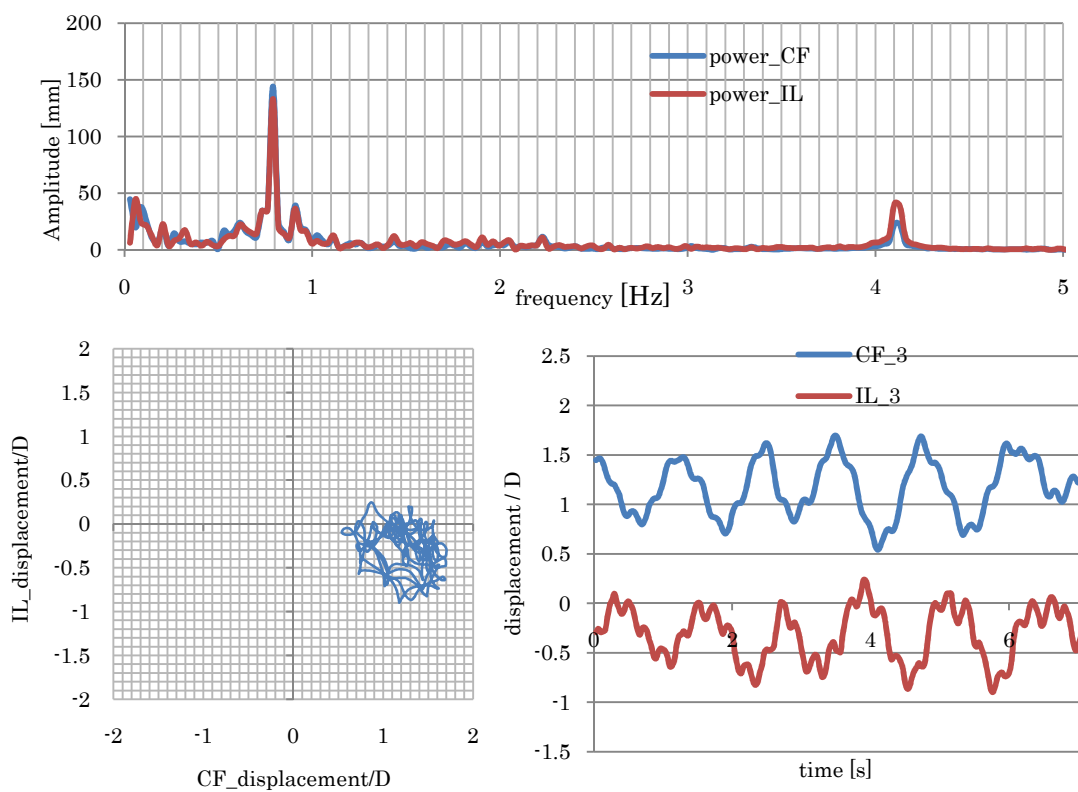 200
150
100
50
0
Amplitude [mm]
power_CF
power_IL
0 1 2 3 4 5
frequency [Hz]
2
1.5
1
0.5
0
-0.5
-1
-1.5
-2
IL_displacement/D
-2 -1 0 1 2
CF_displacement/D
2.5
2
1.5
1
0.5
0
-0.5
-1
-1.5
displacement / D
CF_3
IL_3
0 2 4 6
time [s]